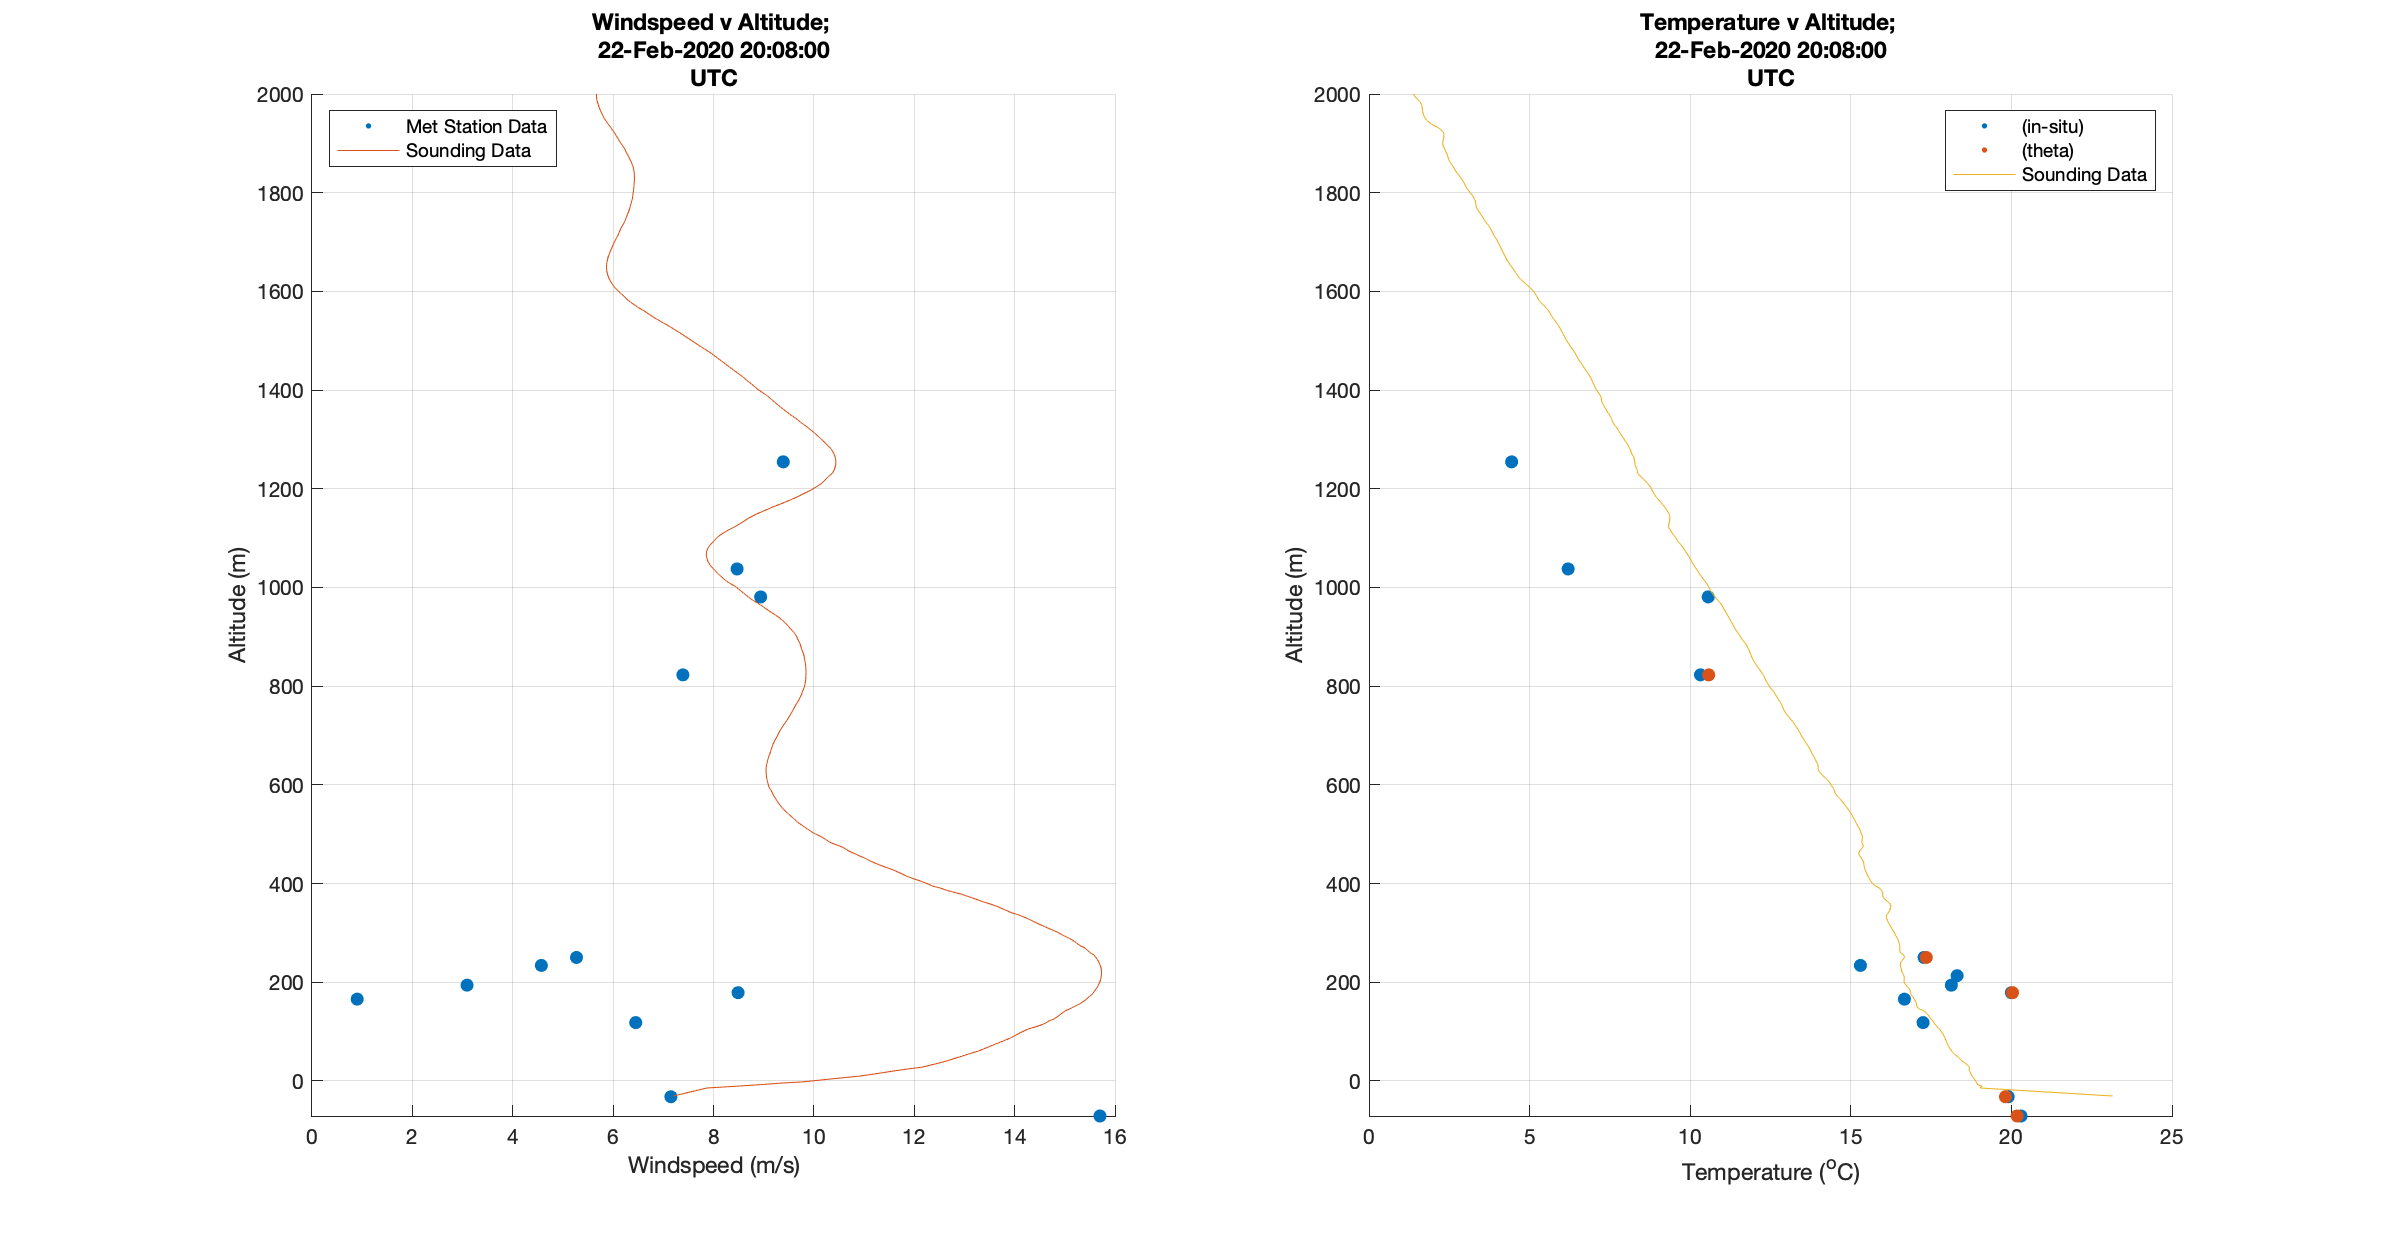 Windspeed v Altitude;
22-Feb-2020 20:08:00
UTC
2000
1800
1600
1400
1200
1000
800
600
400
200
0
Altitude (m)
Met Station Data
Sounding Data
0 2 4 6 8 10 12 14 16
Windspeed (m/s)
Temperature v Altitude;
22-Feb-2020 20:08:00
UTC
2000
1800
1600
1400
1200
1000
800
600
400
200
0
Altitude (m)
(in-situ)
(theta)
Sounding Data
0 5 10 15 20 25
Temperature (°C)